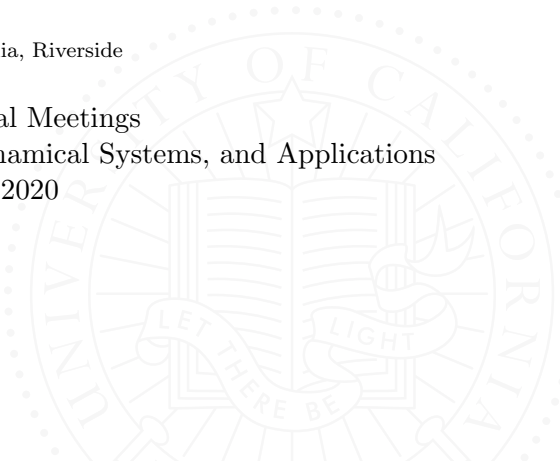 ia, Riverside
al Meetings
namical Systems, and Applications
2020
UNIVERSITY OF CALIFORNIA
LET THERE BE LIGHT